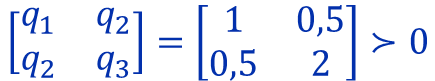 [q₁ q₂] = [1 0,5] ≻ 0
[q₂ q₃] [0,5 2]